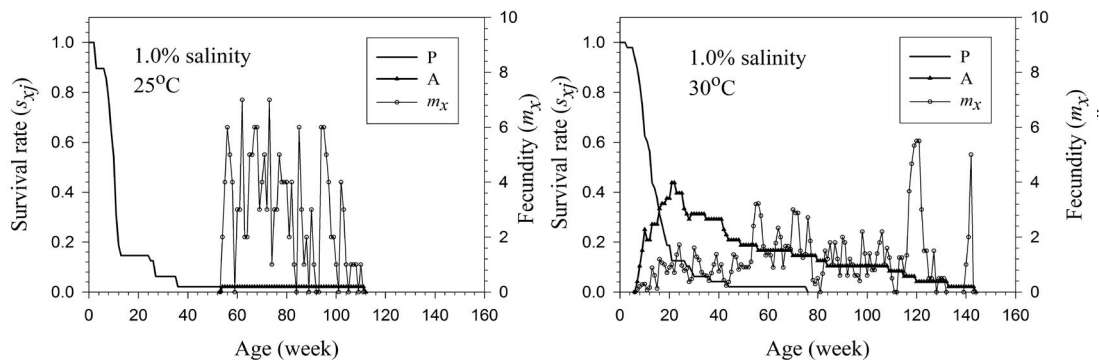 1.0% salinity
25°C
P
A
mx
Survival rate (sxj)
1.0
0.8
0.6
0.4
0.2
0.0
10
8
6
4
2
0
Fecundity (mx)
0 20 40 60 80 100 120 140 160
Age (week)
1.0% salinity
30°C
P
A
mx
Survival rate (sxj)
1.0
0.8
0.6
0.4
0.2
0.0
10
8
6
4
2
0
Fecundity (mx)
0 20 40 60 80 100 120 140 160
Age (week)